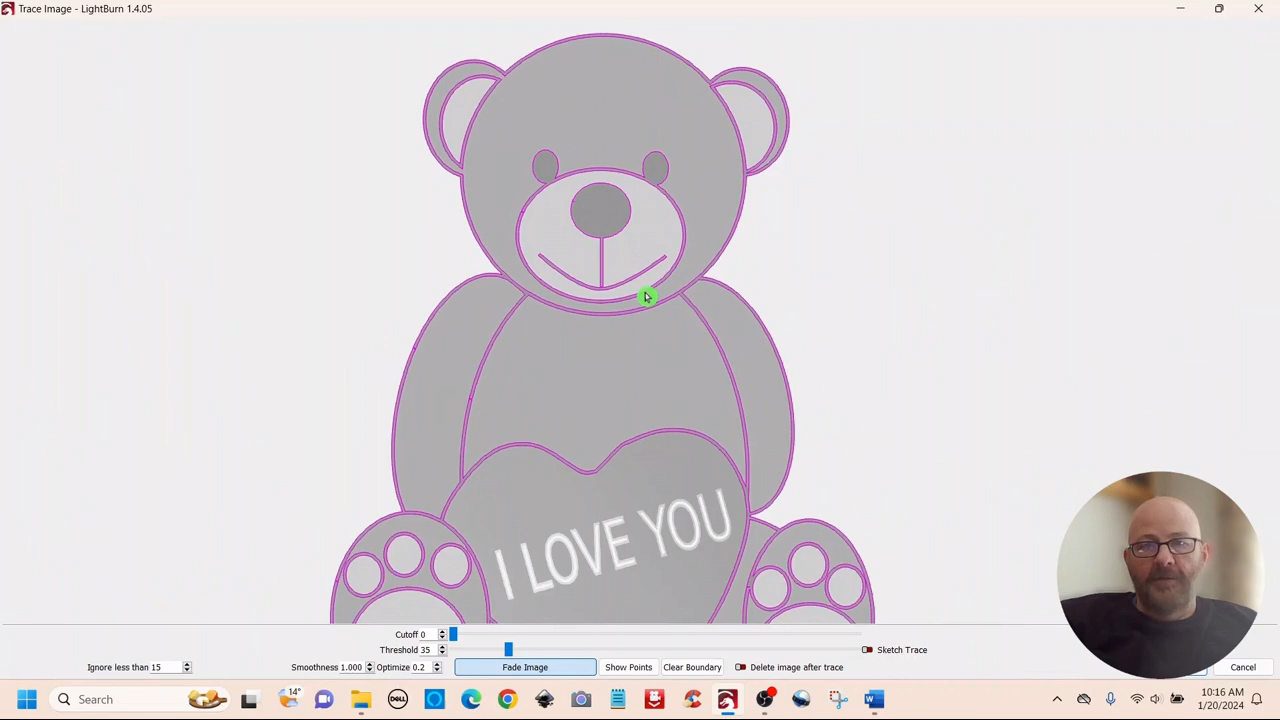 Trace Image - LightBurn 1.4.05
I LOVE YOU
Cutoff 0
Threshold 35
Sketch Trace
Ignore less than 15
Smoothness 1.000
Optimize 0.2
Fade Image
Show Points
Clear Boundary
Delete image after trace
Cancel
Search
14°
DELL
10:16 AM
1/20/2024